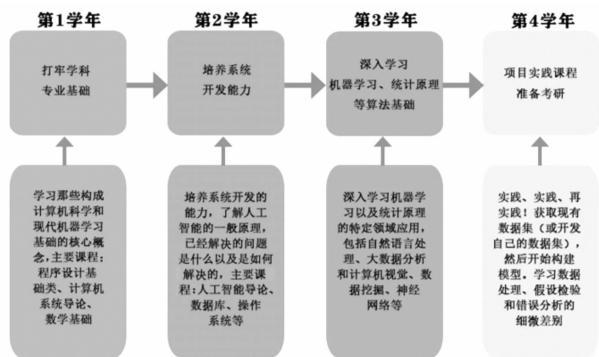 第1学年
第2学年
第3学年
第4学年
打牢学科
专业基础
培养系统
开发能力
深入学习
机器学习、统计原理
等算法基础
项目实践课程
准备考研
学习那些构成
计算机科学和
现代机器学习
基础的核心概
念,主要课程:
程序设计基
础类、计算机
系统导论、
数学基础
培养系统开发的
能力,了解人工
智能的一般原理,
已经解决的问题
是什么以及是如何
解决的,主要课
程:人工智能导论、
数据库、操作
系统等
深入学习机器学
习以及统计原理
的特定领域应用,
包括自然语言处
理、大数据分析
和计算机视觉、数
据挖掘、神经
网络等
实践、实践、再
实践!获取现有
数据集(或开发
自己的数据集),
然后开始构建
模型。学习数据
处理、假设检验
和错误分析的
细微差别